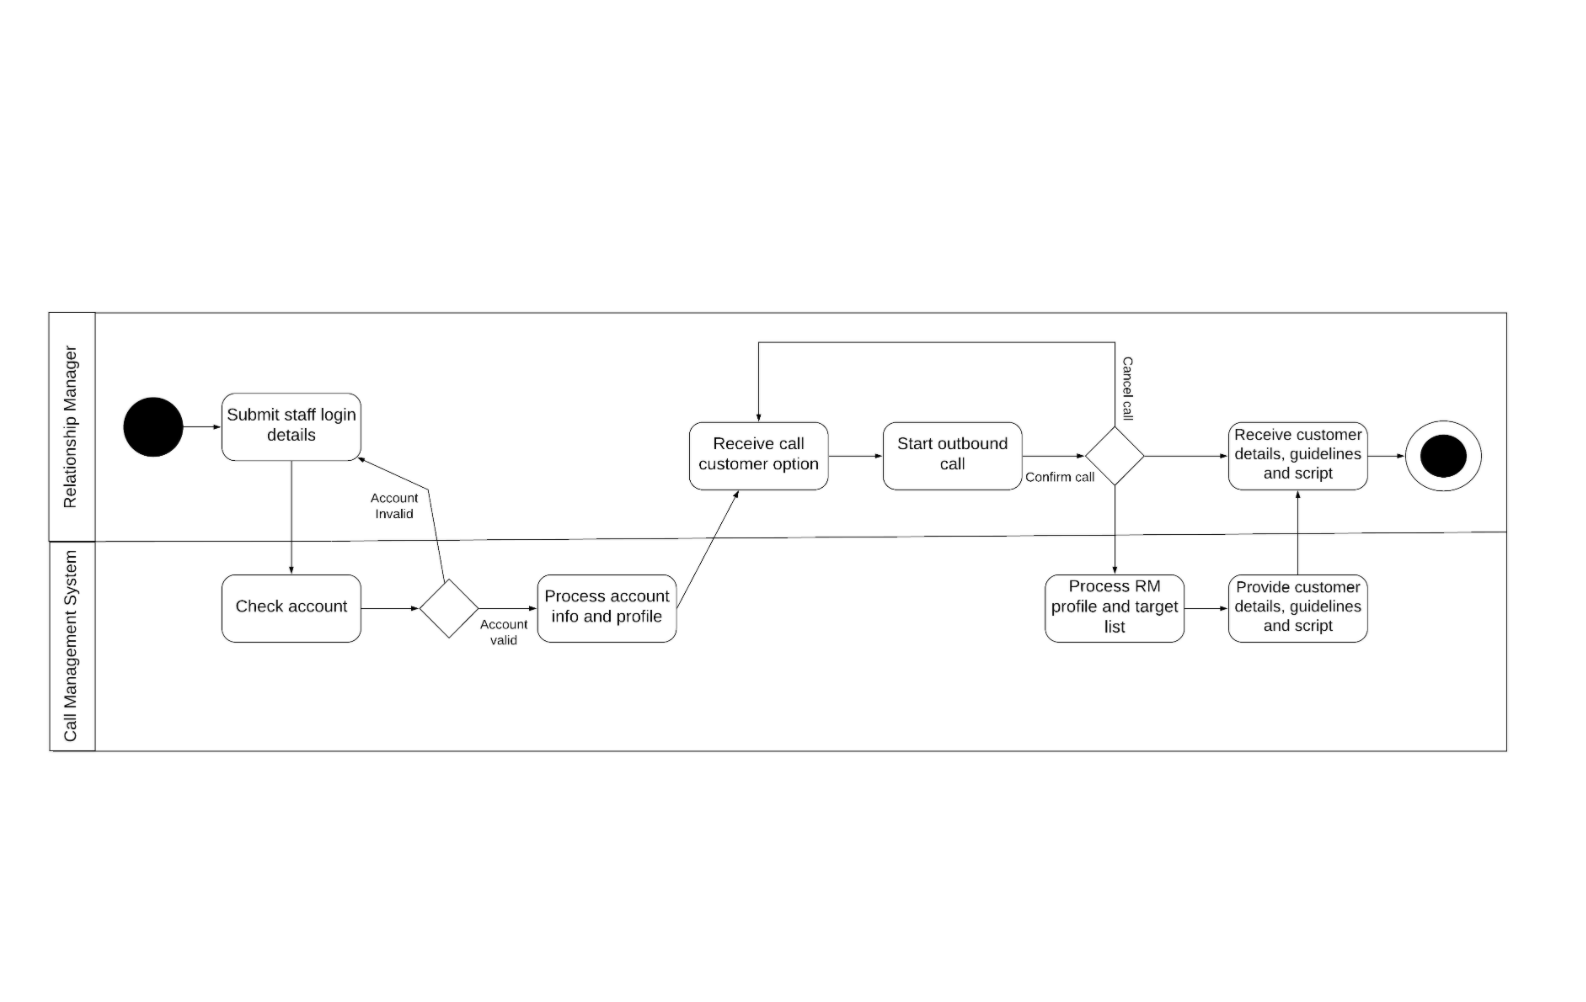 Relationship Manager
Submit staff login
details
Account
Invalid
Receive call
customer option
Start outbound
call
Confirm call
Cancel call
Receive customer
details, guidelines
and script
Call Management System
Check account
Account
valid
Process account
info and profile
Process RM
profile and target
list
Provide customer
details, guidelines
and script